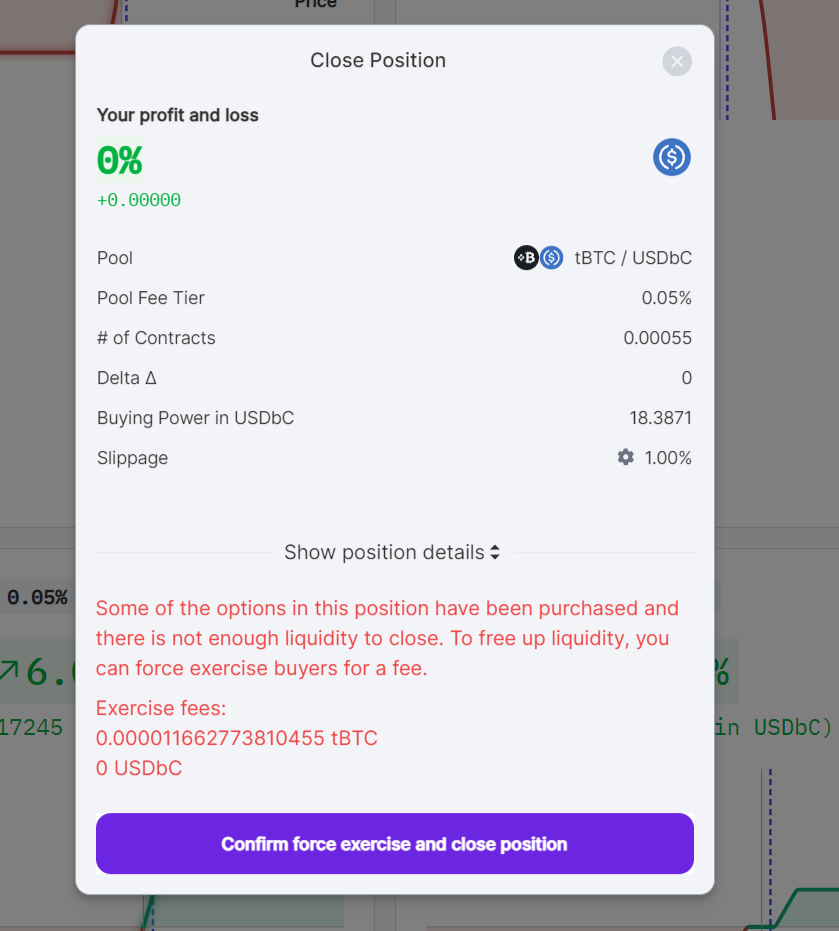 Price
Close Position
Your profit and loss
0%
+0.00000
Pool tBTC / USDbC
Pool Fee Tier 0.05%
# of Contracts 0.00055
Delta Δ 0
Buying Power in USDbC 18.3871
Slippage 1.00%
Show position details
0.05%
Some of the options in this position have been purchased and
there is not enough liquidity to close. To free up liquidity, you
can force exercise buyers for a fee.
↗6. %
Exercise fees:
17245 in USDbC)
0.000011662773810455 tBTC
0 USDbC
Confirm force exercise and close position